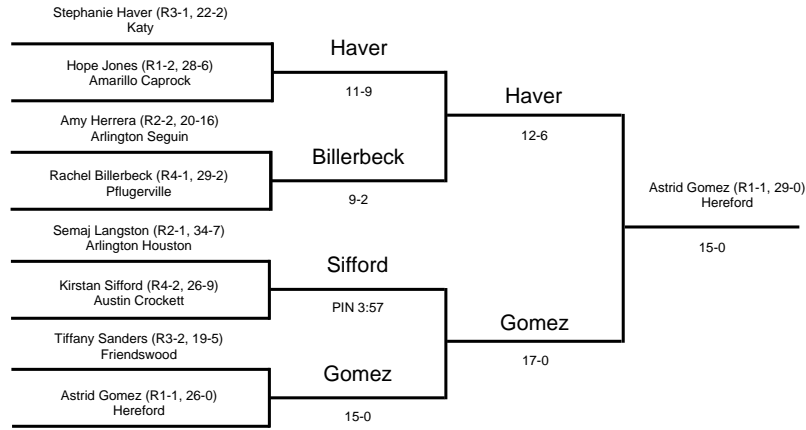 Stephanie Haver (R3-1, 22-2)
Katy
Hope Jones (R1-2, 28-6)
Amarillo Caprock
Haver
11-9
Amy Herrera (R2-2, 20-16)
Arlington Seguin
Rachel Billerbeck (R4-1, 29-2)
Pflugerville
Billerbeck
9-2
Haver
12-6
Semaj Langston (R2-1, 34-7)
Arlington Houston
Kirstan Sifford (R4-2, 26-9)
Austin Crockett
Sifford
PIN 3:57
Tiffany Sanders (R3-2, 19-5)
Friendswood
Astrid Gomez (R1-1, 26-0)
Hereford
Gomez
15-0
Gomez
17-0
Astrid Gomez (R1-1, 29-0)
Hereford
15-0